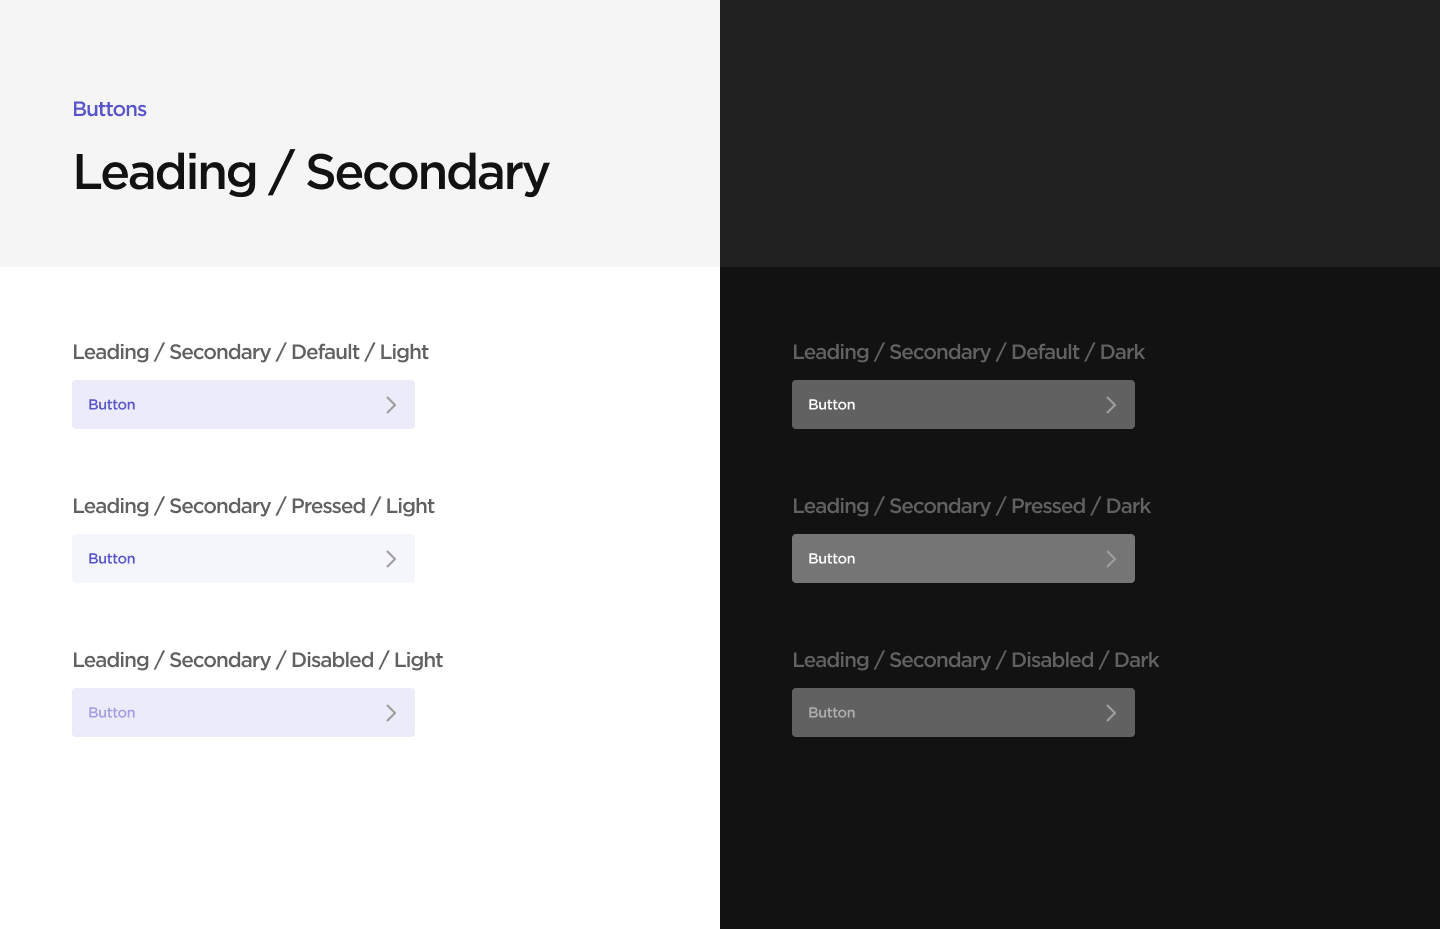 Buttons
Leading / Secondary
Leading / Secondary / Default / Light
Button
Leading / Secondary / Pressed / Light
Button
Leading / Secondary / Disabled / Light
Button
Leading / Secondary / Default / Dark
Button
Leading / Secondary / Pressed / Dark
Button
Leading / Secondary / Disabled / Dark
Button